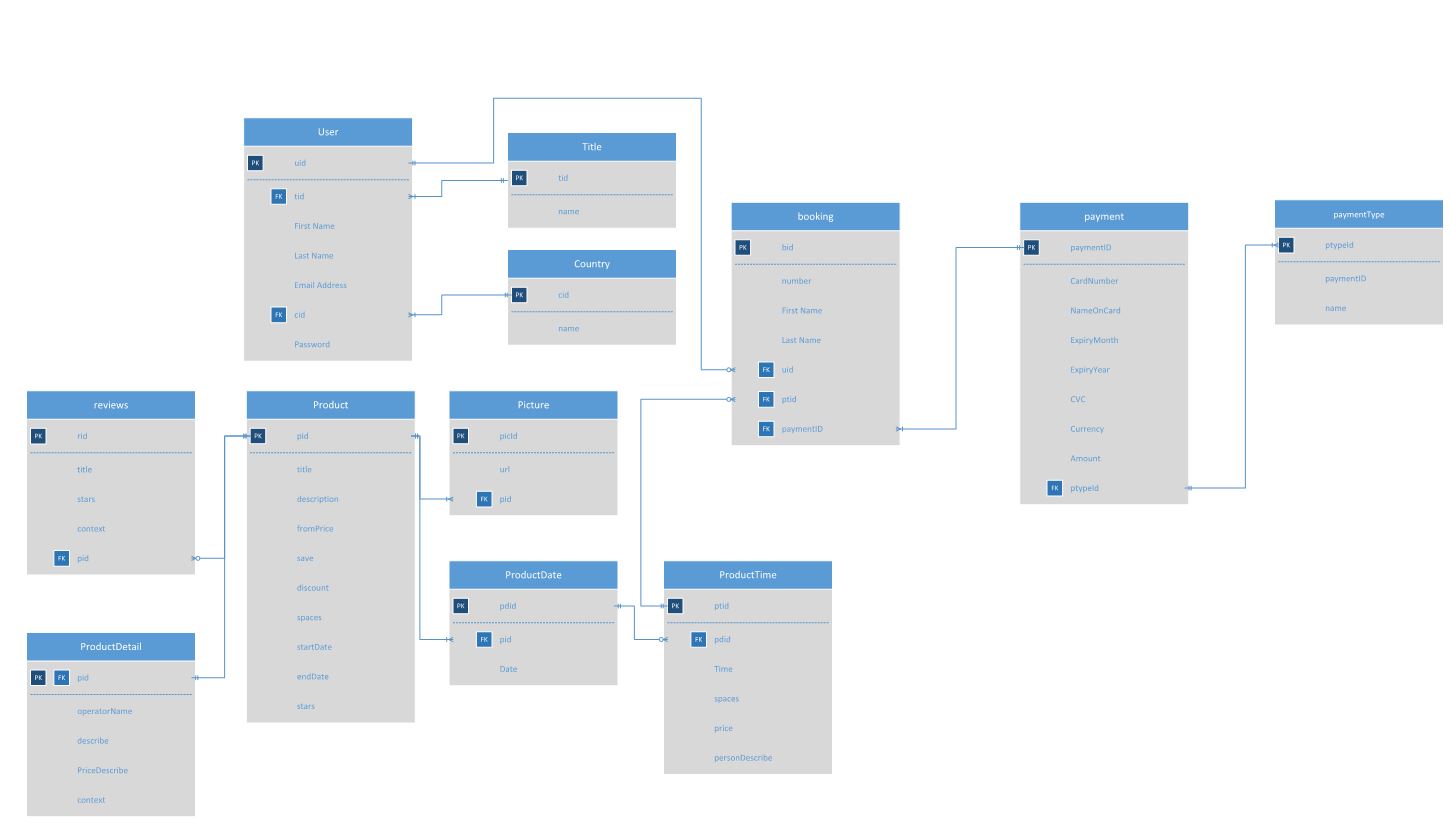 User
PK uid
FK tid
First Name
Last Name
Email Address
FK cid
Password
Title
PK tid
name
Country
PK cid
name
booking
PK bid
number
First Name
Last Name
FK uid
FK ptid
FK paymentID
payment
PK paymentID
CardNumber
NameOnCard
ExpiryMonth
ExpiryYear
CVC
Currency
Amount
FK ptypeId
paymentType
PK ptypeId
paymentID
name
reviews
PK rid
title
stars
context
FK pid
Product
PK pid
title
description
fromPrice
save
discount
spaces
startDate
endDate
stars
Picture
PK picId
url
FK pid
ProductDate
PK pdid
FK pid
Date
ProductTime
PK ptid
FK pdid
Time
spaces
price
personDescribe
ProductDetail
PK FK pid
operatorName
describe
PriceDescribe
context